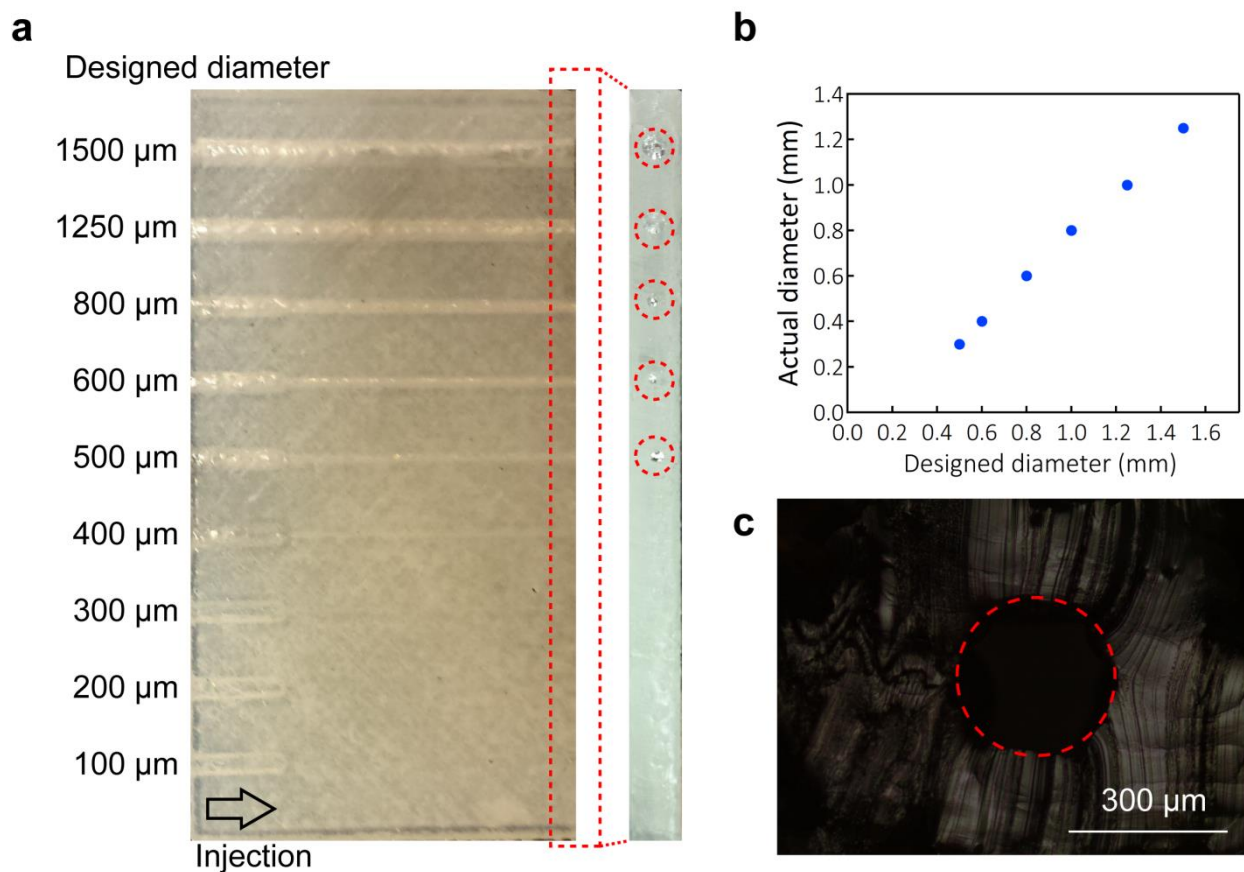 a
Designed diameter
1500 µm
1250 µm
800 µm
600 µm
500 µm
400 µm
300 µm
200 µm
100 µm
Injection
b
1.4
1.2
1.0
0.8
0.6
0.4
0.2
0.0
0.0 0.2 0.4 0.6 0.8 1.0 1.2 1.4 1.6
Actual diameter (mm)
Designed diameter (mm)
c
300 µm